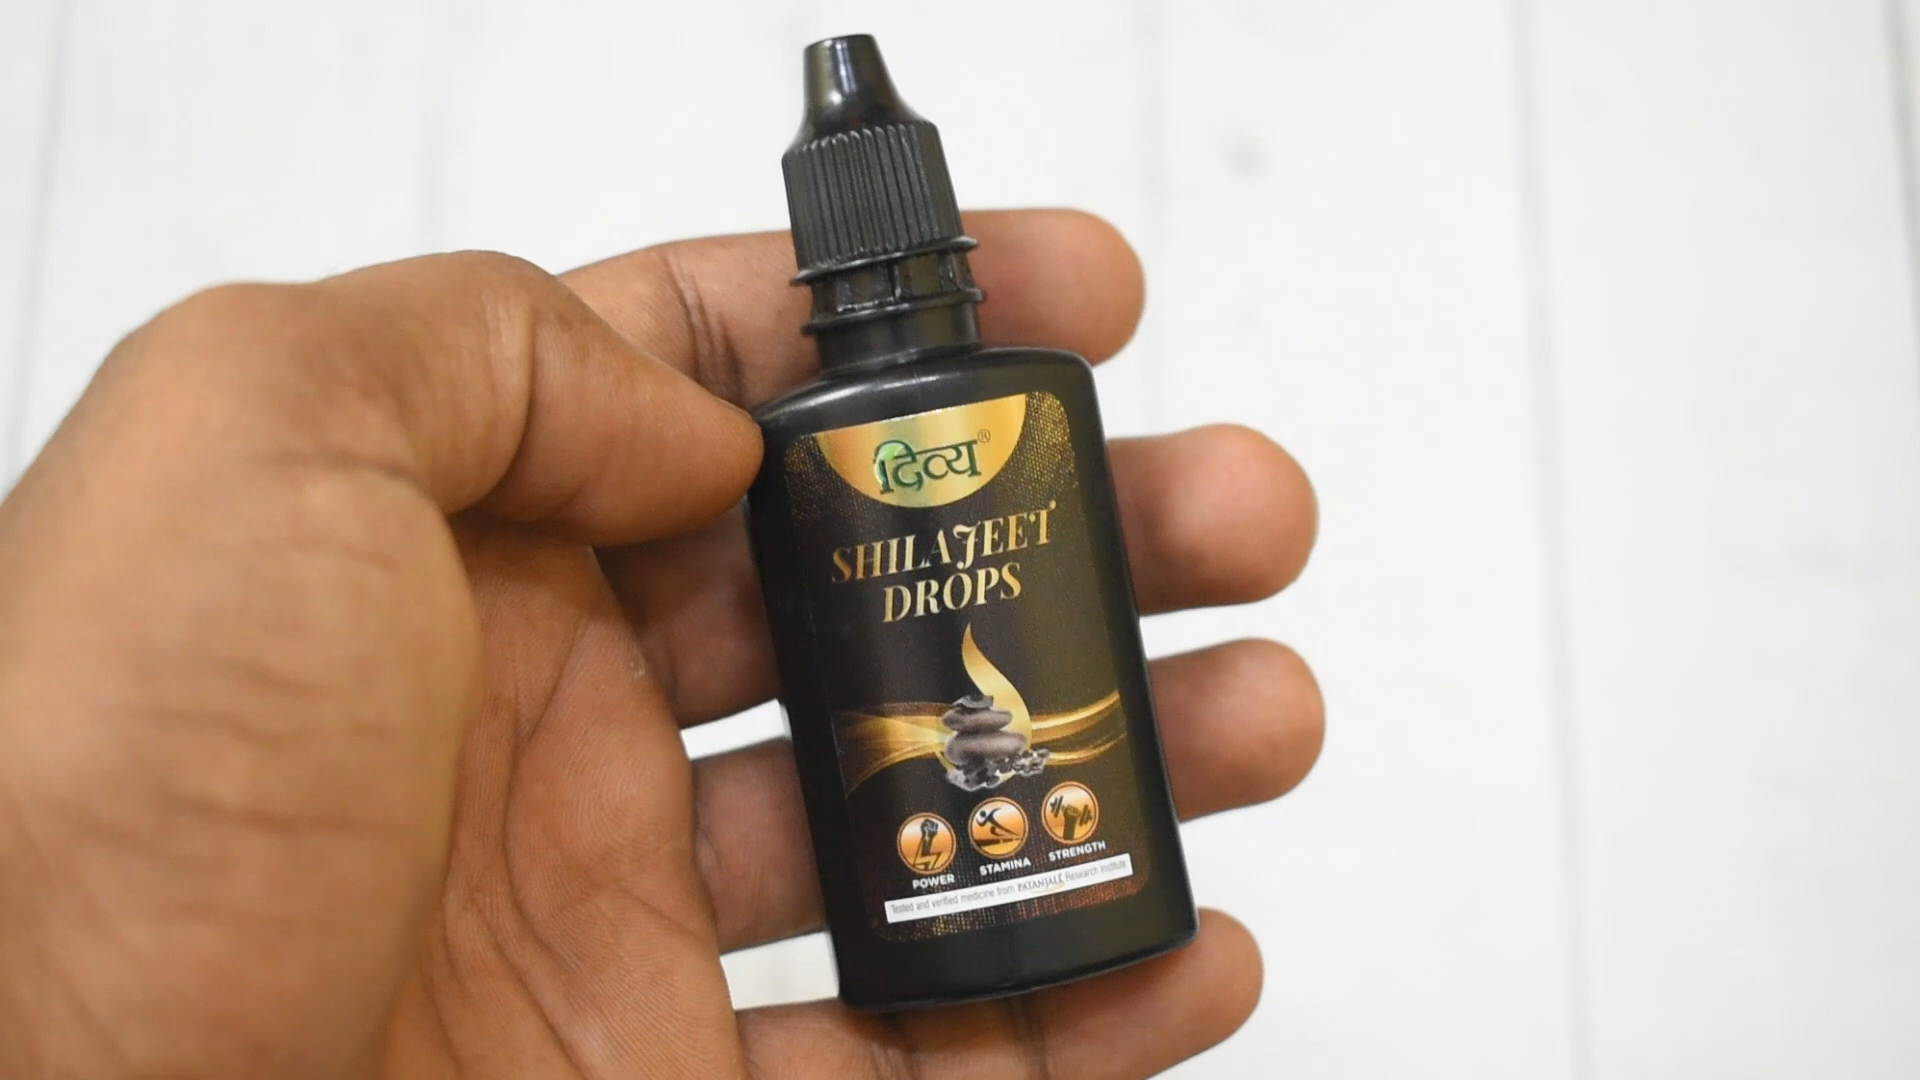 दिव्य®
SHILAJEET
DROPS
POWER
STAMINA
STRENGTH
Tested and verified medicine from PATANJALI Research Institute